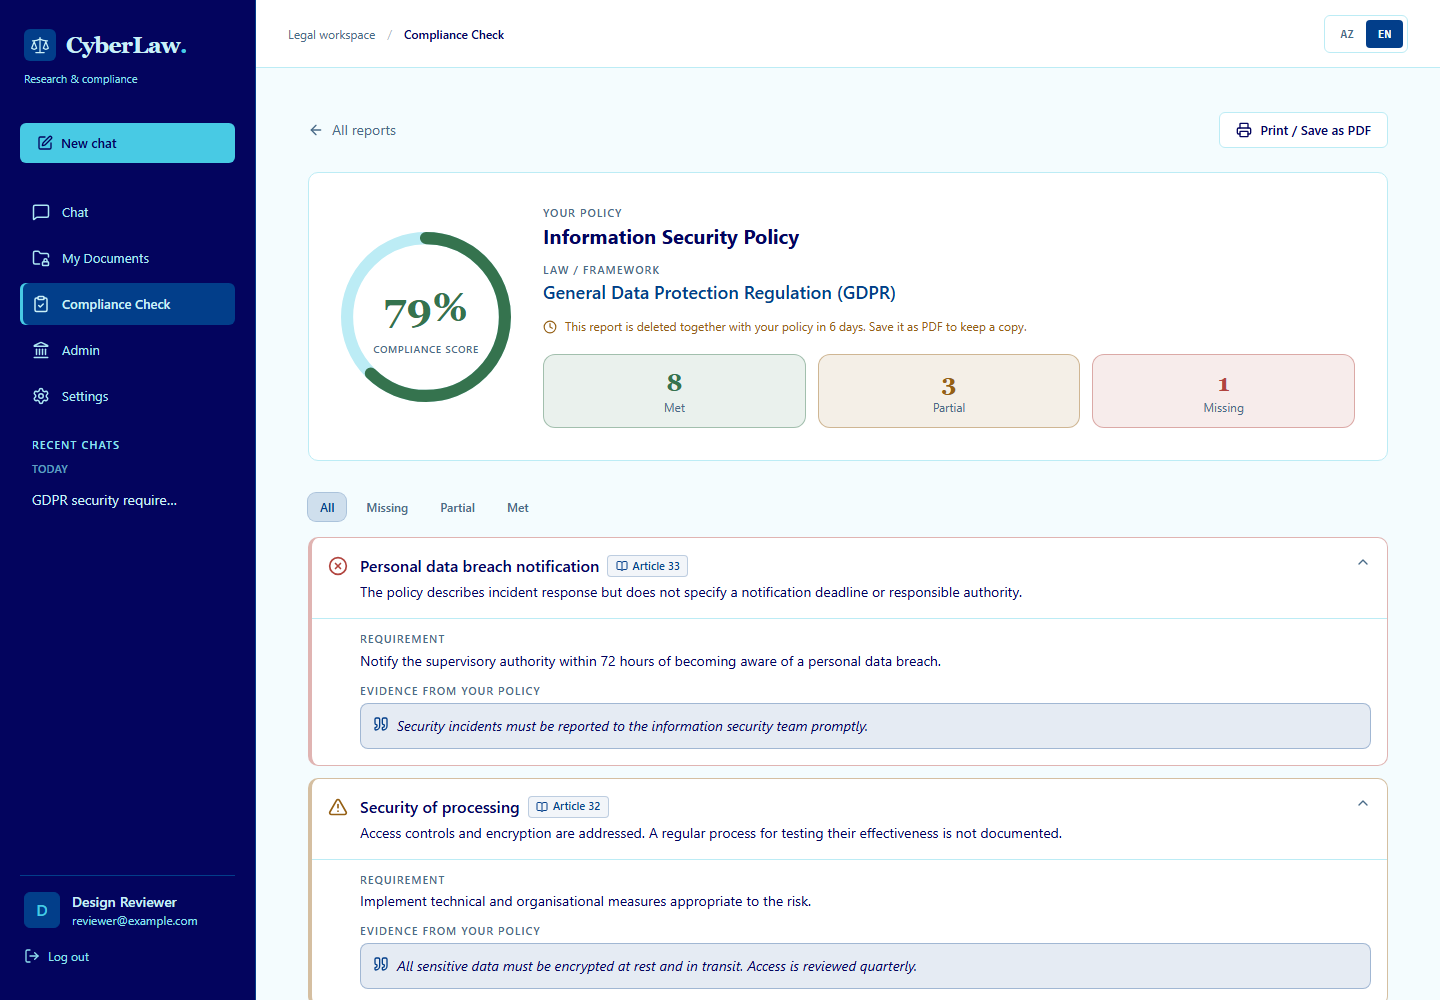 CyberLaw.
Research & compliance
New chat
Chat
My Documents
Compliance Check
Admin
Settings
RECENT CHATS
TODAY
GDPR security require...
Design Reviewer
D
reviewer@example.com
Log out
Legal workspace / Compliance Check
AZ EN
All reports
Print / Save as PDF
79%
COMPLIANCE SCORE
YOUR POLICY
Information Security Policy
LAW / FRAMEWORK
General Data Protection Regulation (GDPR)
This report is deleted together with your policy in 6 days. Save it as PDF to keep a copy.
8
Met
3
Partial
1
Missing
All Missing Partial Met
Personal data breach notification Article 33
The policy describes incident response but does not specify a notification deadline or responsible authority.
REQUIREMENT
Notify the supervisory authority within 72 hours of becoming aware of a personal data breach.
EVIDENCE FROM YOUR POLICY
Security incidents must be reported to the information security team promptly.
Security of processing Article 32
Access controls and encryption are addressed. A regular process for testing their effectiveness is not documented.
REQUIREMENT
Implement technical and organisational measures appropriate to the risk.
EVIDENCE FROM YOUR POLICY
All sensitive data must be encrypted at rest and in transit. Access is reviewed quarterly.